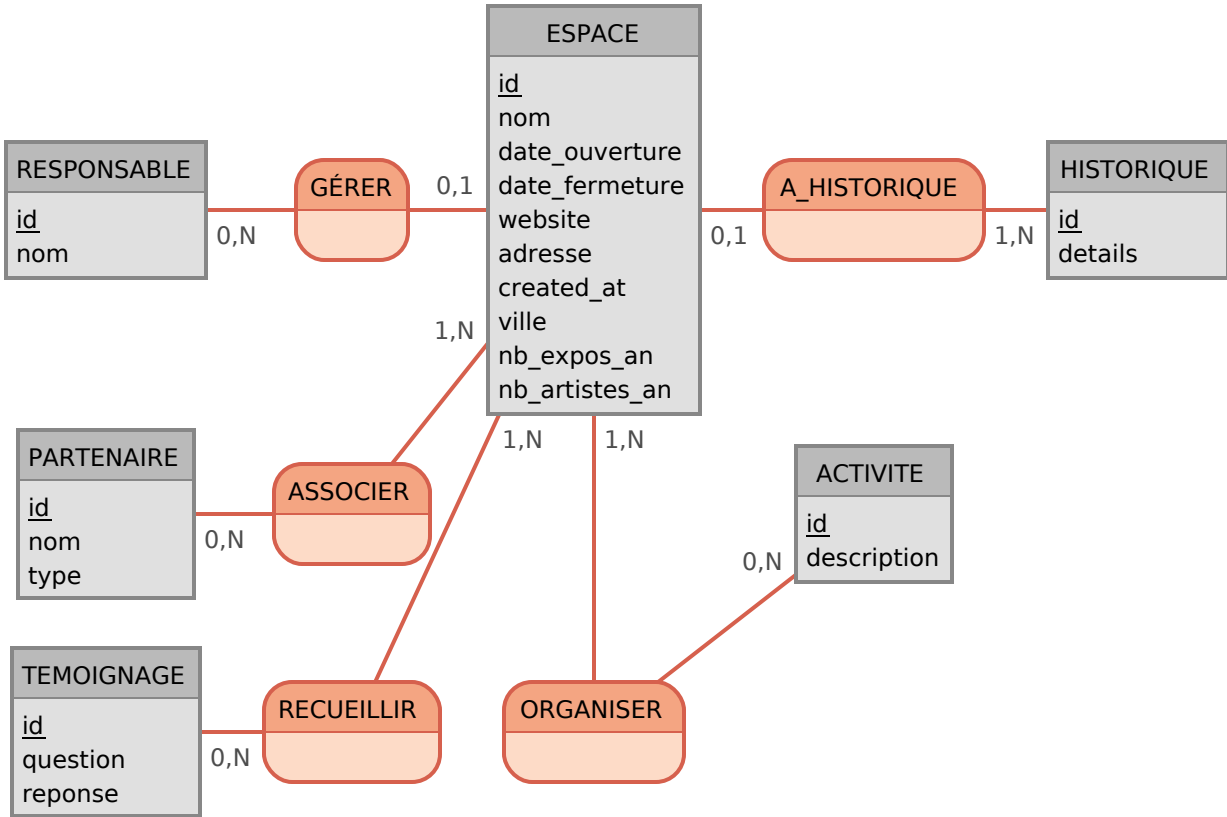 ESPACE
id
nom
date_ouverture
date_fermeture
website
adresse
created_at
ville
nb_expos_an
nb_artistes_an
RESPONSABLE
id
nom
0,N
GÉRER
0,1
0,1
A_HISTORIQUE
1,N
HISTORIQUE
id
details
1,N
1,N
1,N
PARTENAIRE
id
nom
type
0,N
ASSOCIER
ACTIVITE
id
description
0,N
TEMOIGNAGE
id
question
reponse
0,N
RECUEILLIR
ORGANISER